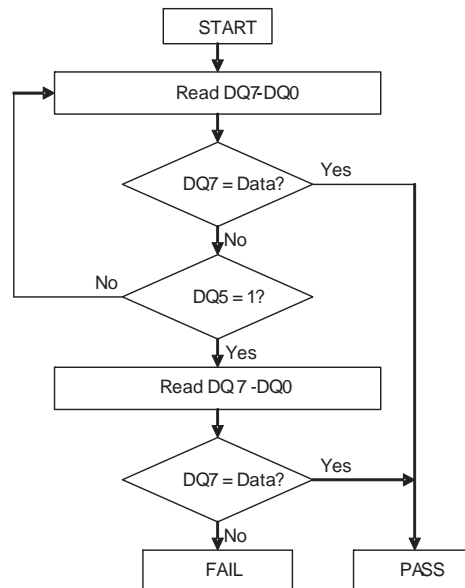 START
Read DQ7-DQ0
DQ7 = Data?
Yes
No
No
DQ5 = 1?
Yes
Read DQ 7 -DQ0
DQ7 = Data?
Yes
No
FAIL
PASS